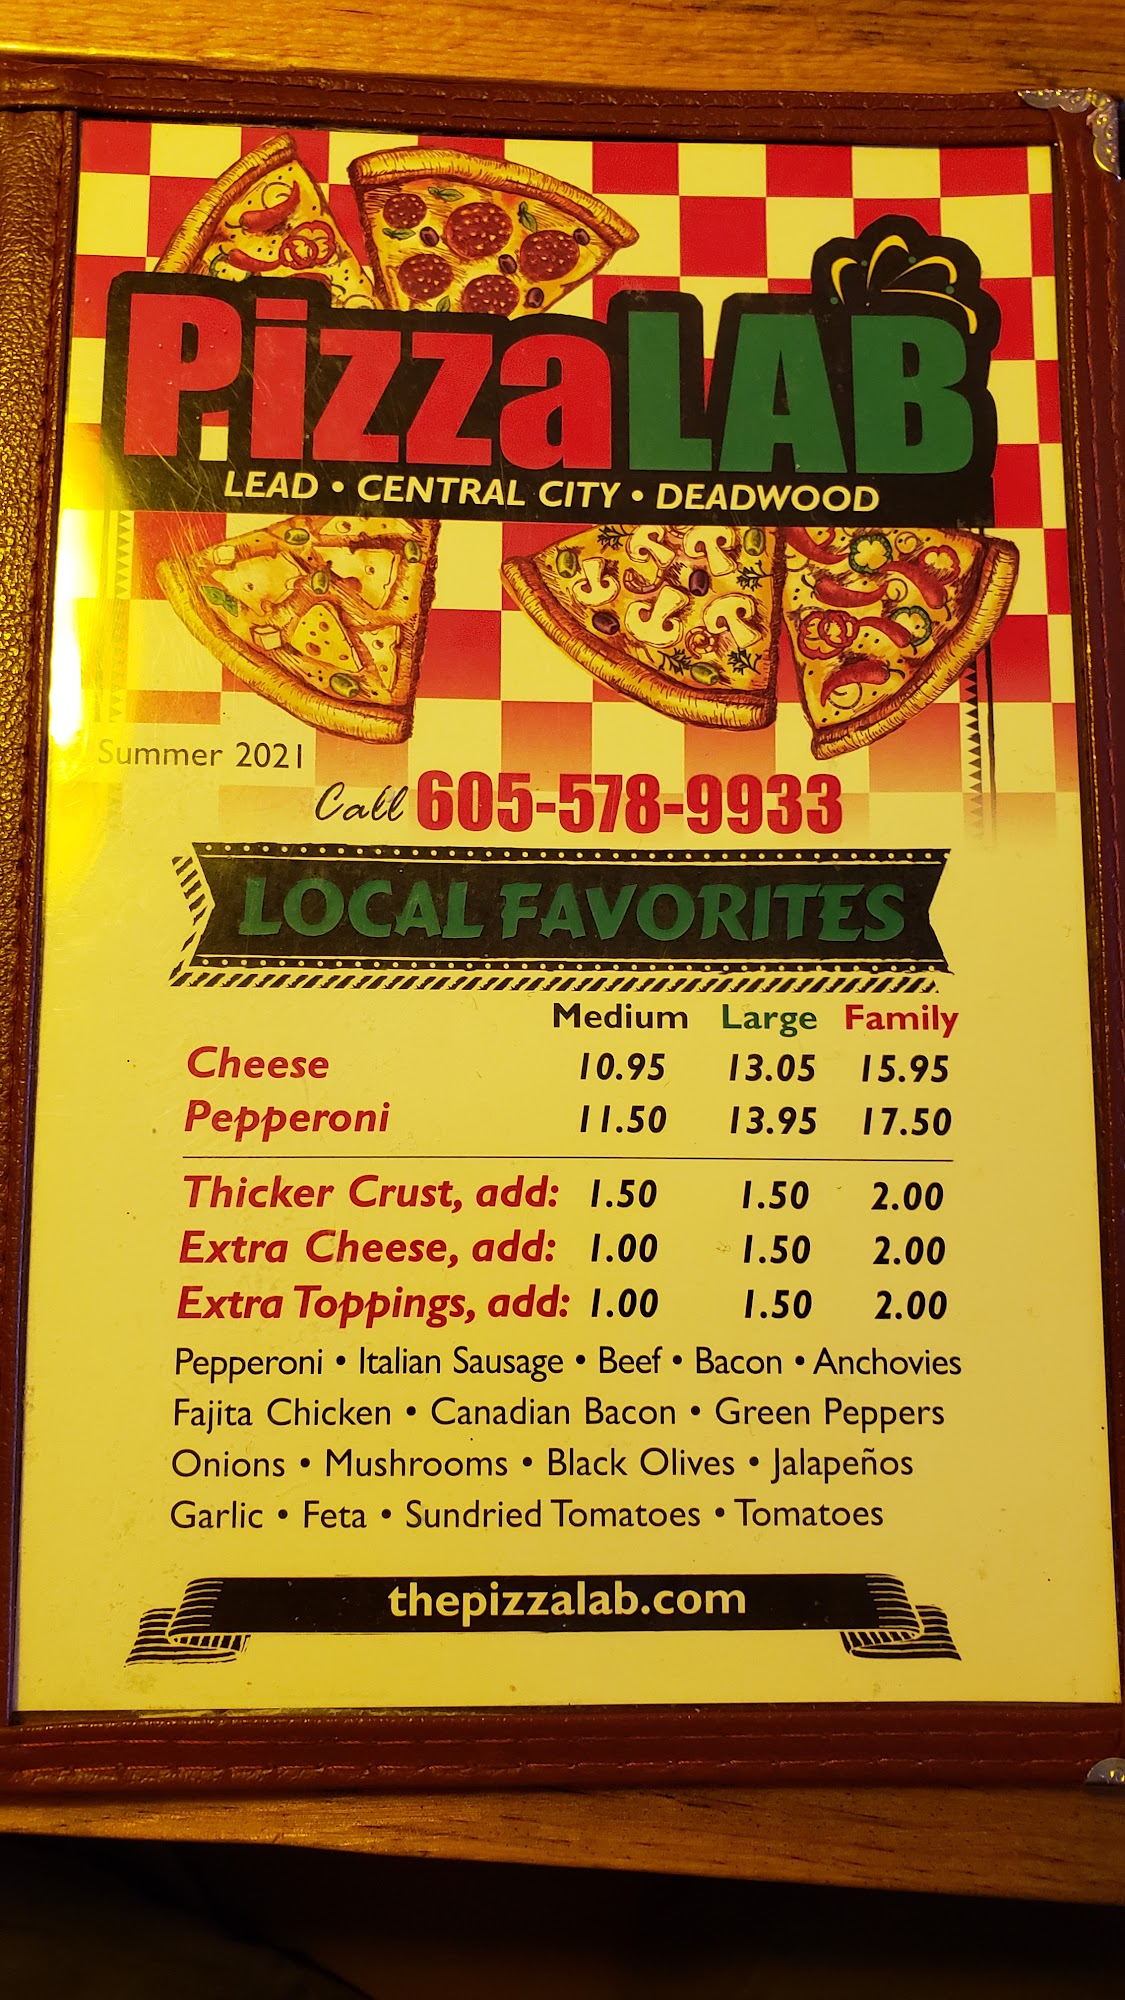 PizzaLAB
LEAD • CENTRAL CITY • DEADWOOD
Summer 2021
Call 605-578-9933
LOCAL FAVORITES
Medium Large Family
Cheese 10.95 13.05 15.95
Pepperoni 11.50 13.95 17.50
Thicker Crust, add: 1.50 1.50 2.00
Extra Cheese, add: 1.00 1.50 2.00
Extra Toppings, add: 1.00 1.50 2.00
Pepperoni • Italian Sausage • Beef • Bacon • Anchovies
Fajita Chicken • Canadian Bacon • Green Peppers
Onions • Mushrooms • Black Olives • Jalapeños
Garlic • Feta • Sundried Tomatoes • Tomatoes
thepizzalab.com